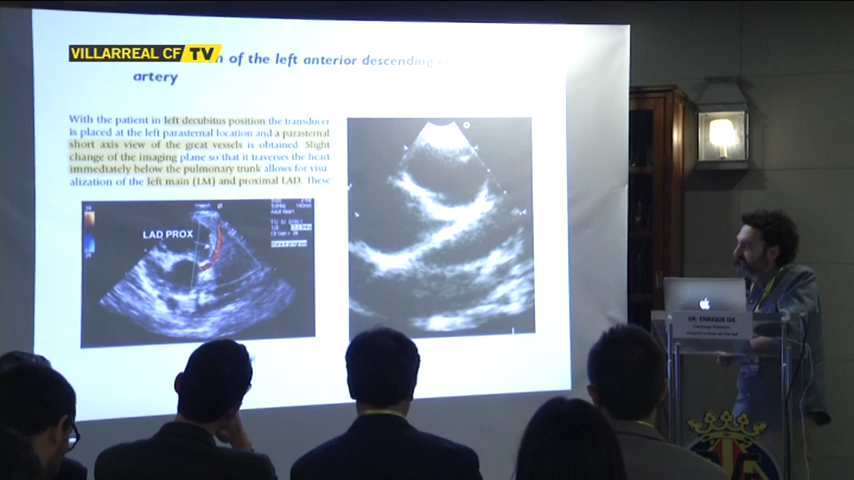 VILLARREAL CF TV
n of the left anterior descending
artery
With the patient in left decubitus position the transducer
is placed at the left parasternal location and a parasternal
short axis view of the great vessels is obtained. Slight
change of the imaging plane so that it traverses the heart
immediately below the pulmonary trunk allows for visu-
alization of the left main (LM) and proximal LAD. These
LAD PROX
DR. ENRIQUE GIL